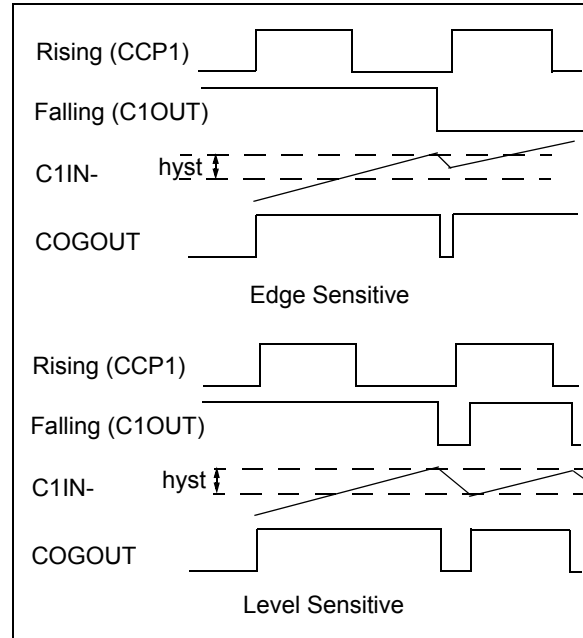 Rising (CCP1)
Falling (C1OUT)
hyst
C1IN-
COGOUT
Edge Sensitive
Rising (CCP1)
Falling (C1OUT)
hyst
C1IN-
COGOUT
Level Sensitive